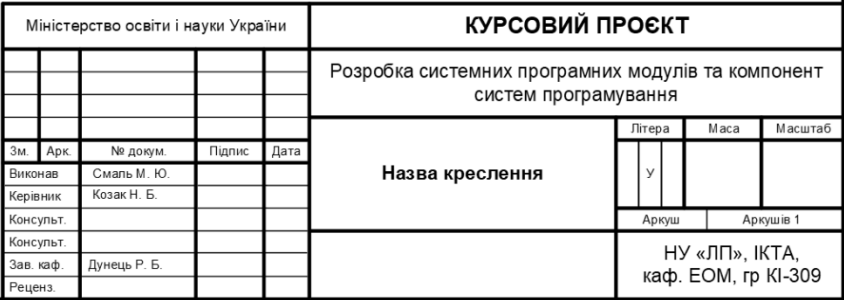 Міністерство освіти і науки України
КУРСОВИЙ ПРОЄКТ
Розробка системних програмних модулів та компонент
систем програмування
Зм. Арк. № докум. Підпис Дата
Виконав Смаль М. Ю.
Керівник Козак Н. Б.
Консульт.
Консульт.
Зав. каф. Дунець Р. Б.
Реценз.
Назва креслення
Літера Маса Масштаб
У
Аркуш Аркушів 1
НУ «ЛП», ІКТА,
каф. ЕОМ, гр КІ-309